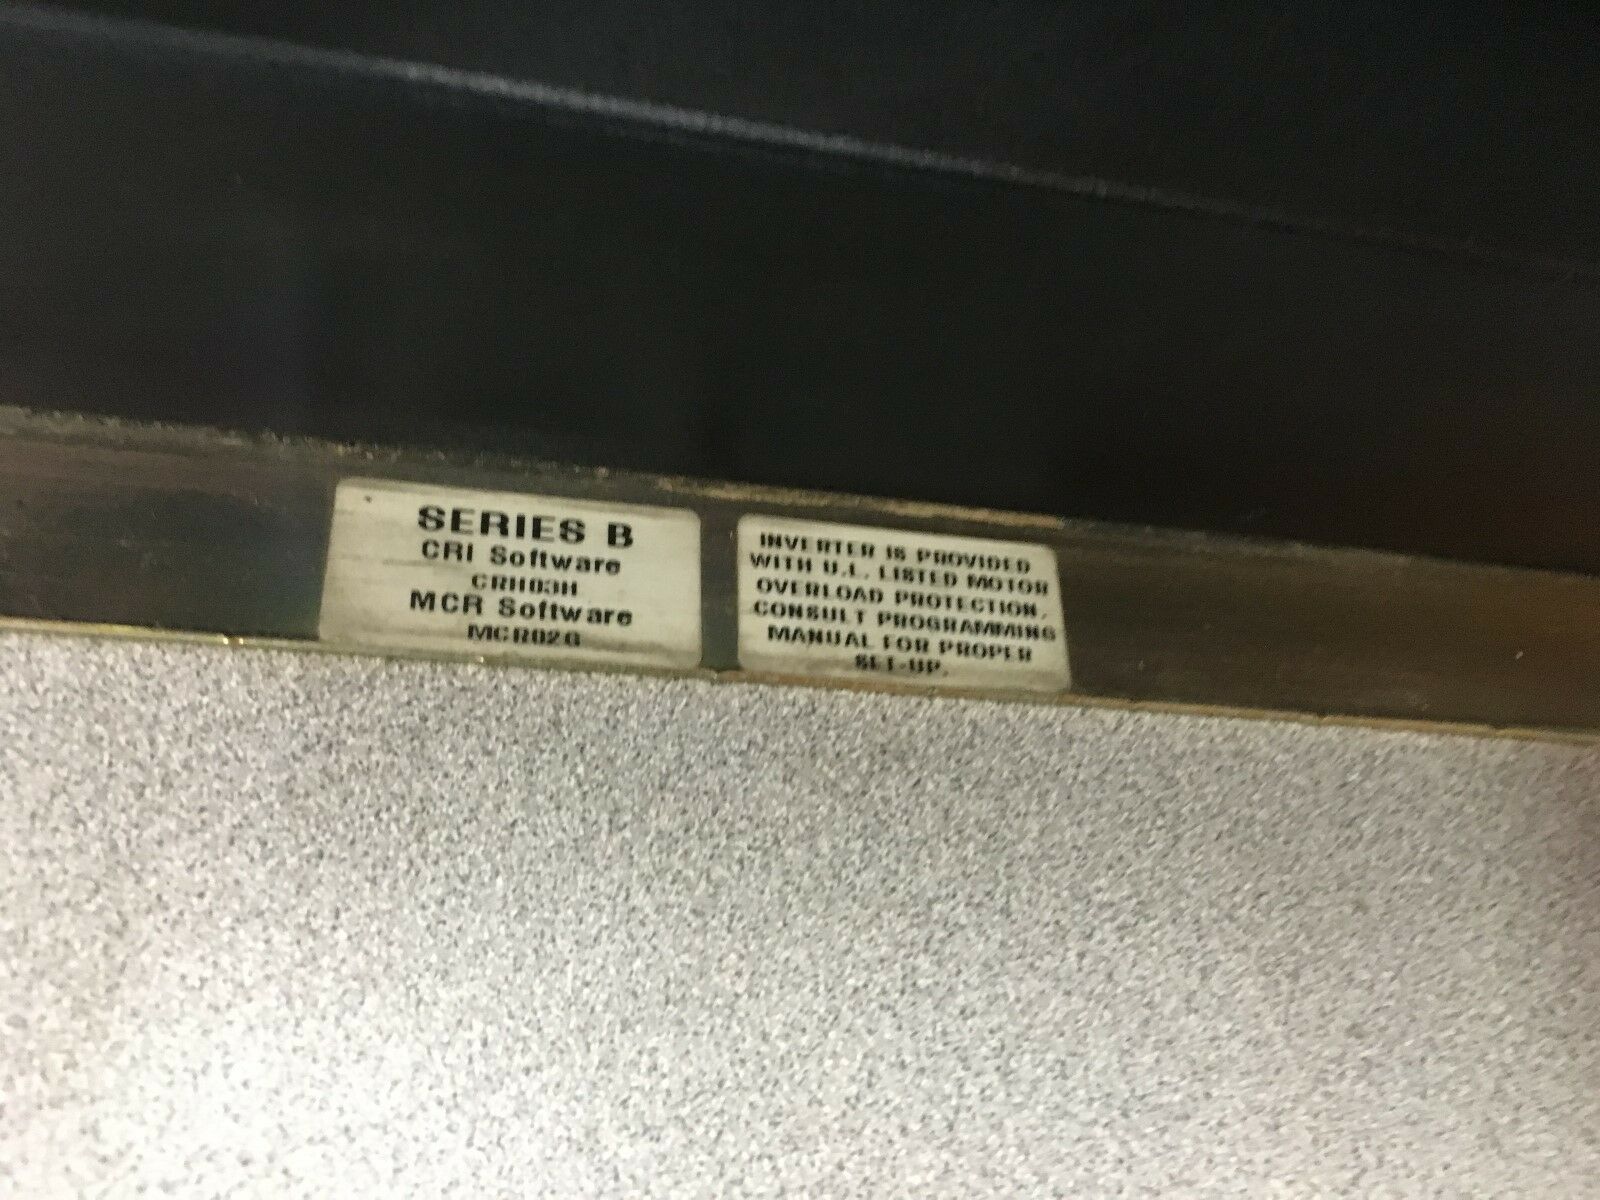 SERIES B
CRI Software
MCR Software
MCR02G
INVERTER IS PROVIDED
WITH U.L. LISTED MOTOR
OVERLOAD PROTECTION.
CONSULT PROGRAMMING
MANUAL FOR PROPER
SET-UP.